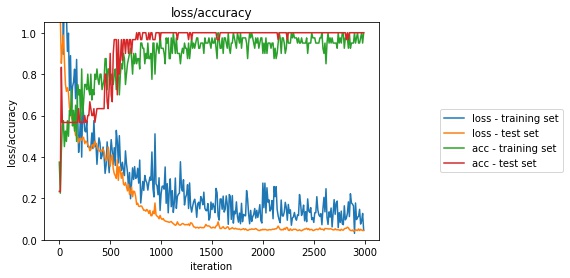 loss/accuracy
loss/accuracy
1.0
0.8
0.6
0.4
0.2
0.0
0
500
1000
1500
2000
2500
3000
iteration
loss - training set
loss - test set
acc - training set
acc - test set